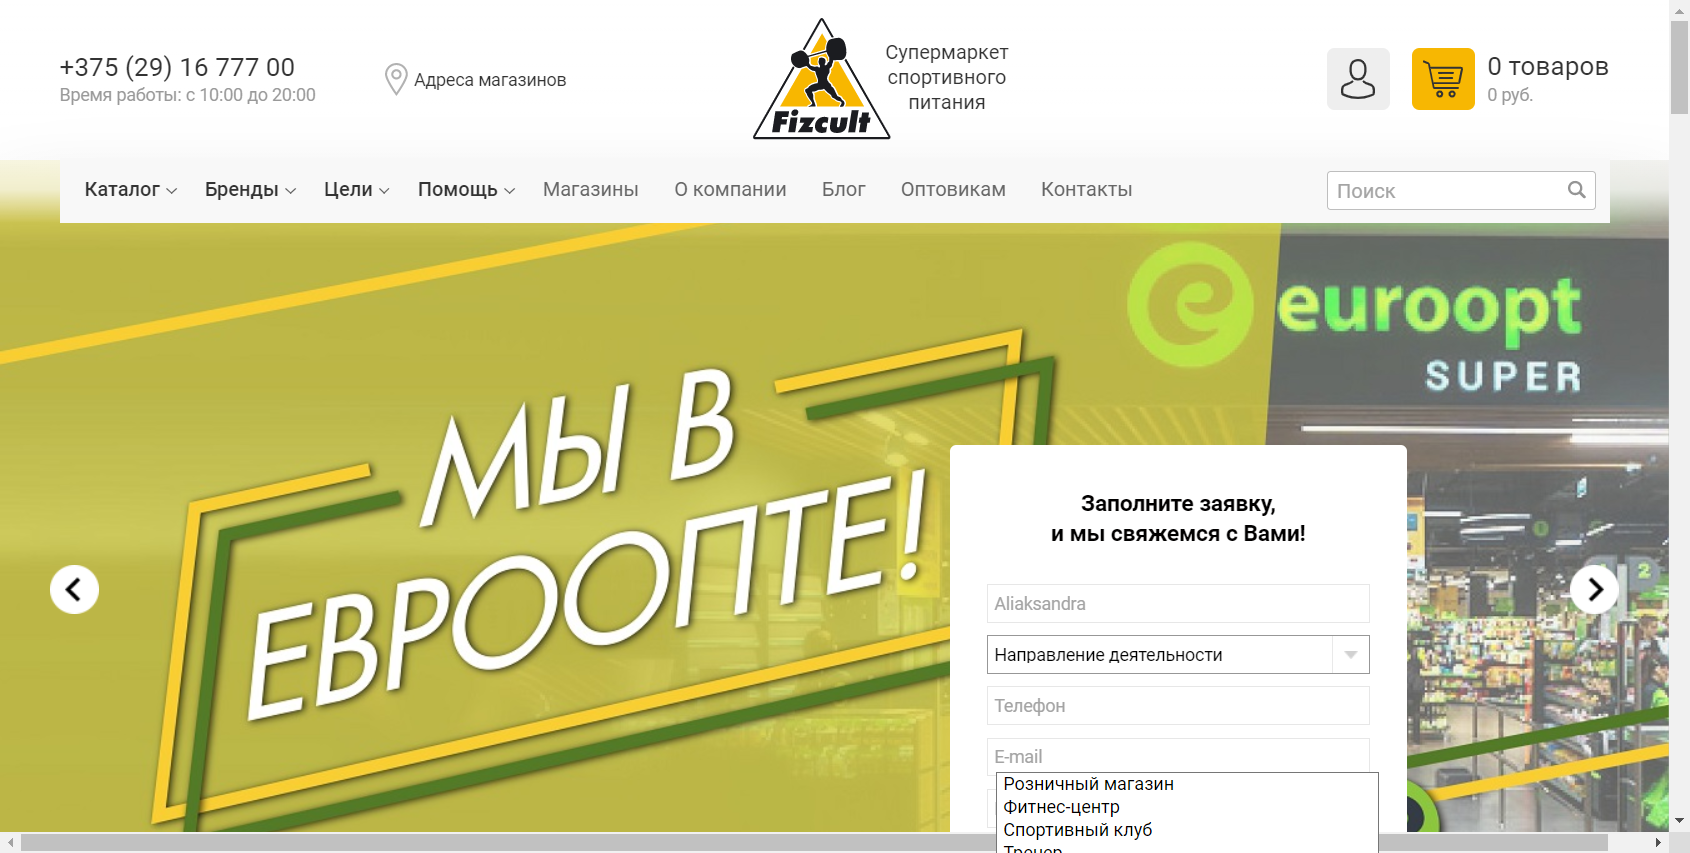 +375 (29) 16 777 00
Время работы: с 10:00 до 20:00
Адреса магазинов
Fizcult
Супермаркет
спортивного
питания
0 товаров
0 руб.
Каталог
Бренды
Цели
Помощь
Магазины
О компании
Блог
Оптовикам
Контакты
Поиск
euroopt
SUPER
МЫ В
ЕВРООПТЕ!
Заполните заявку,
и мы свяжемся с Вами!
Aliaksandra
Направление деятельности
Телефон
E-mail
Розничный магазин
Фитнес-центр
Спортивный клуб
Тренер
2